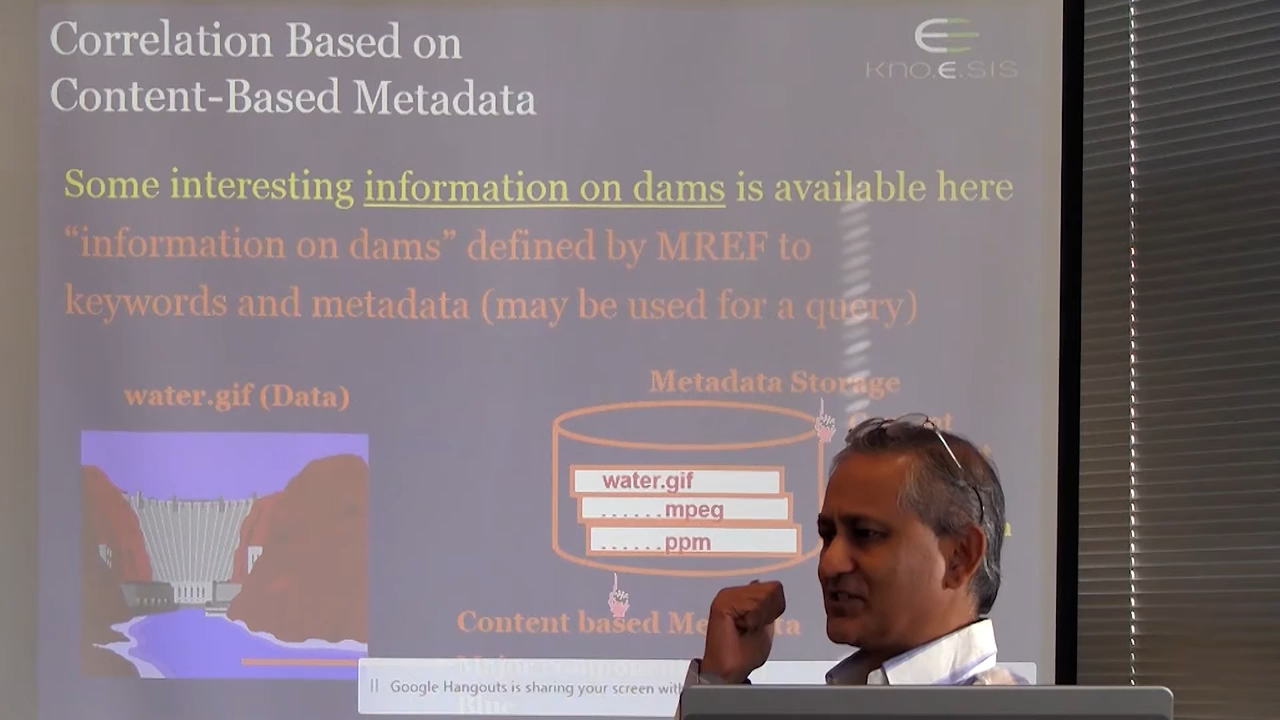 Correlation Based on
Content-Based Metadata
kno.e.sis
Some interesting information on dams is available here
“information on dams” defined by MREF to
keywords and metadata (may be used for a query)
water.gif (Data)
Metadata Storage
water.gif
......mpeg
......ppm
Content based
Google Hangouts is sharing your screen with
Blue